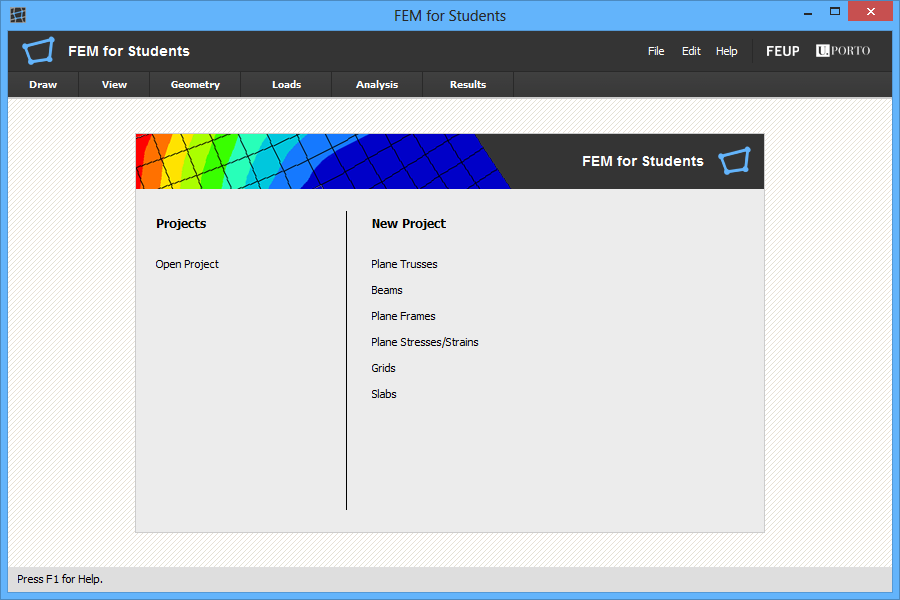 FEM for Students
FEM for Students
File Edit Help FEUP U.PORTO
Draw View Geometry Loads Analysis Results
FEM for Students
Projects
Open Project
New Project
Plane Trusses
Beams
Plane Frames
Plane Stresses/Strains
Grids
Slabs
Press F1 for Help.